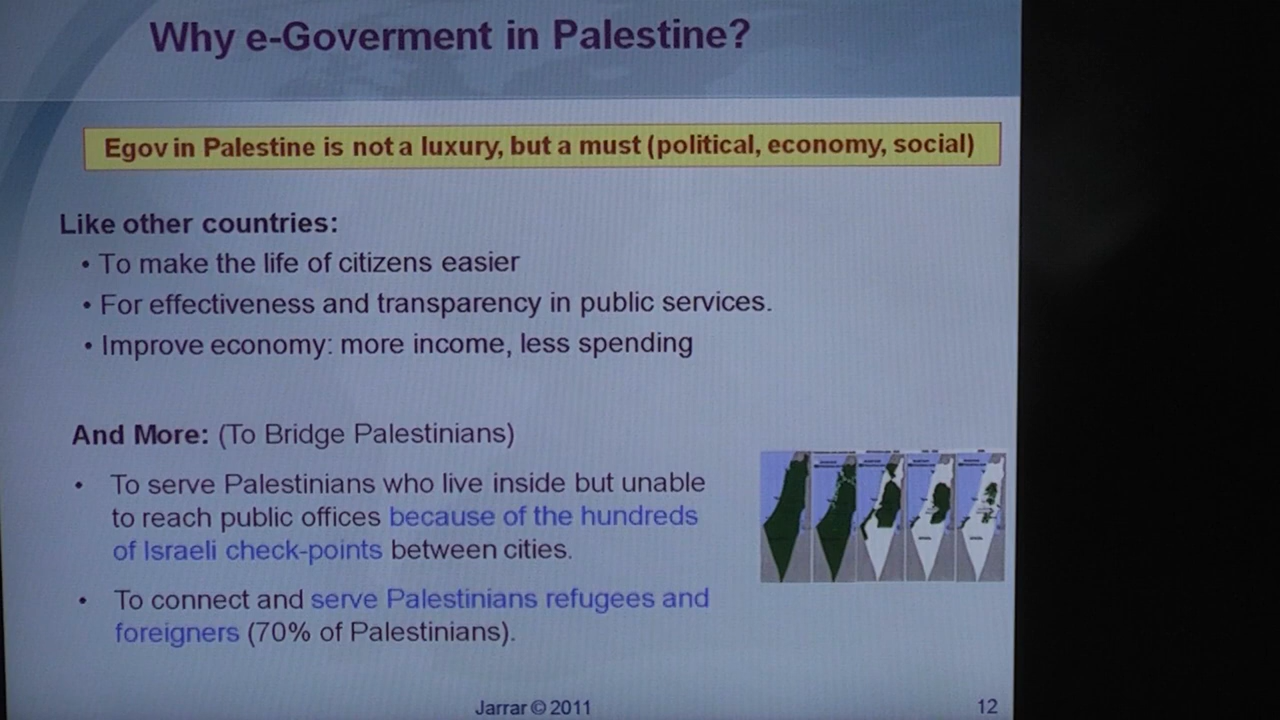 Why e-Goverment in Palestine?
Egov in Palestine is not a luxury, but a must (political, economy, social)
Like other countries:
• To make the life of citizens easier
• For effectiveness and transparency in public services.
• Improve economy: more income, less spending
And More: (To Bridge Palestinians)
• To serve Palestinians who live inside but unable
to reach public offices because of the hundreds
of Israeli check-points between cities.
• To connect and serve Palestinians refugees and
foreigners (70% of Palestinians).
Jarrar © 2011
12